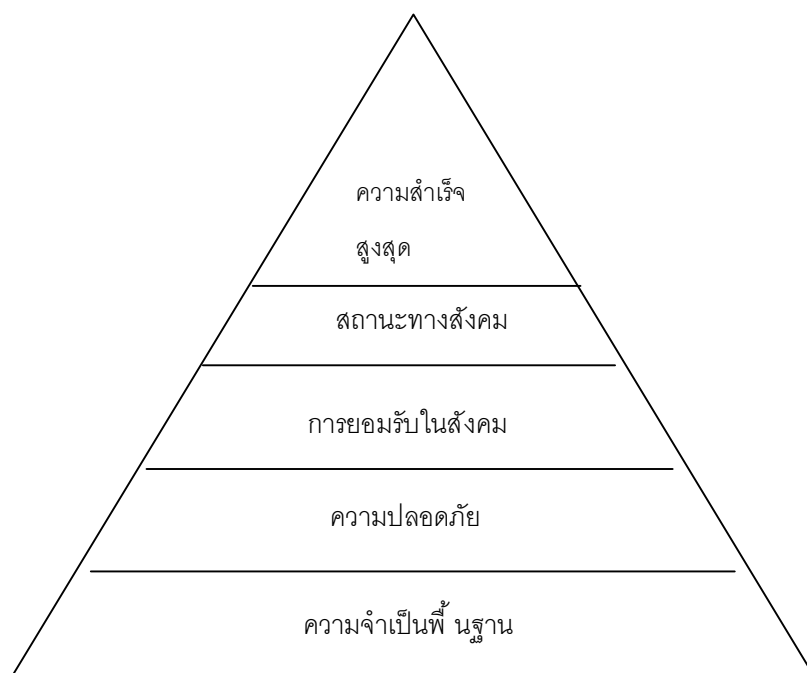 ความสำเร็จ
สูงสุด
สถานะทางสังคม
การยอมรับในสังคม
ความปลอดภัย
ความจำเป็นพื้ นฐาน